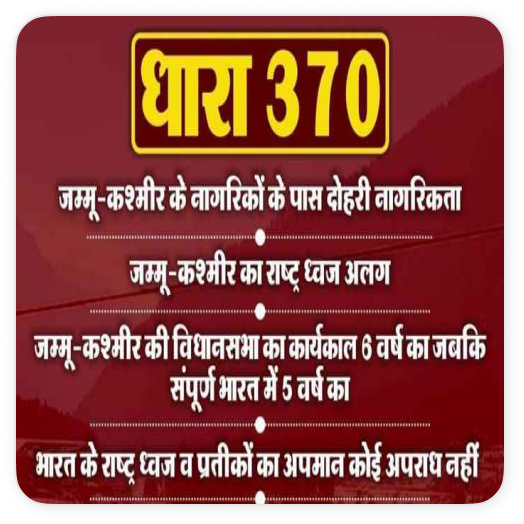 धारा 370
जम्मू-कश्मीर के नागरिकों के पास दोहरी नागरिकता
जम्मू-कश्मीर का राष्ट्र ध्वज अलग
जम्मू-कश्मीर की विधानसभा का कार्यकाल 6 वर्ष का जबकि
संपूर्ण भारत में 5 वर्ष का
भारत के राष्ट्र ध्वज व प्रतीकों का अपमान कोई अपराध नहीं